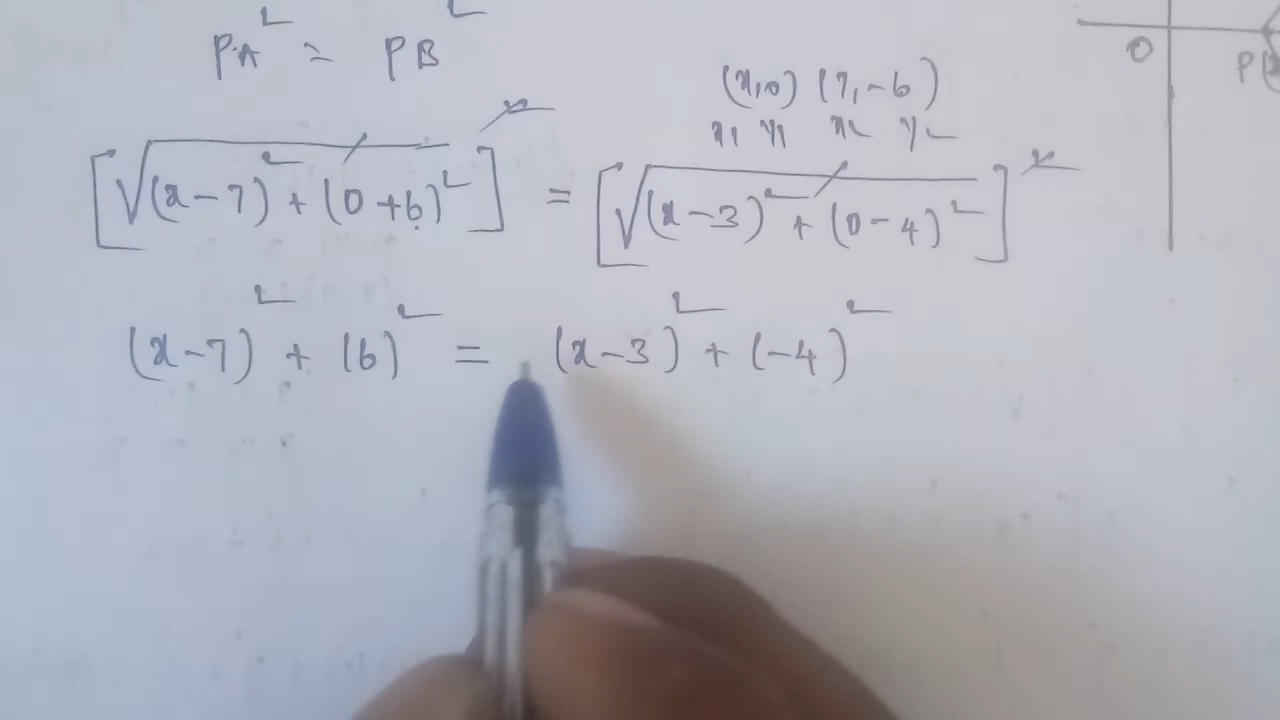 PA² = PB²
O
P(
(x,0) (7,-6)
x₁ y₁ x₂ y₂
[√(x-7)² + (0+6)²]² = [√(x-3)² + (0-4)²]²
(x-7)² + (6)² = (x-3)² + (-4)²